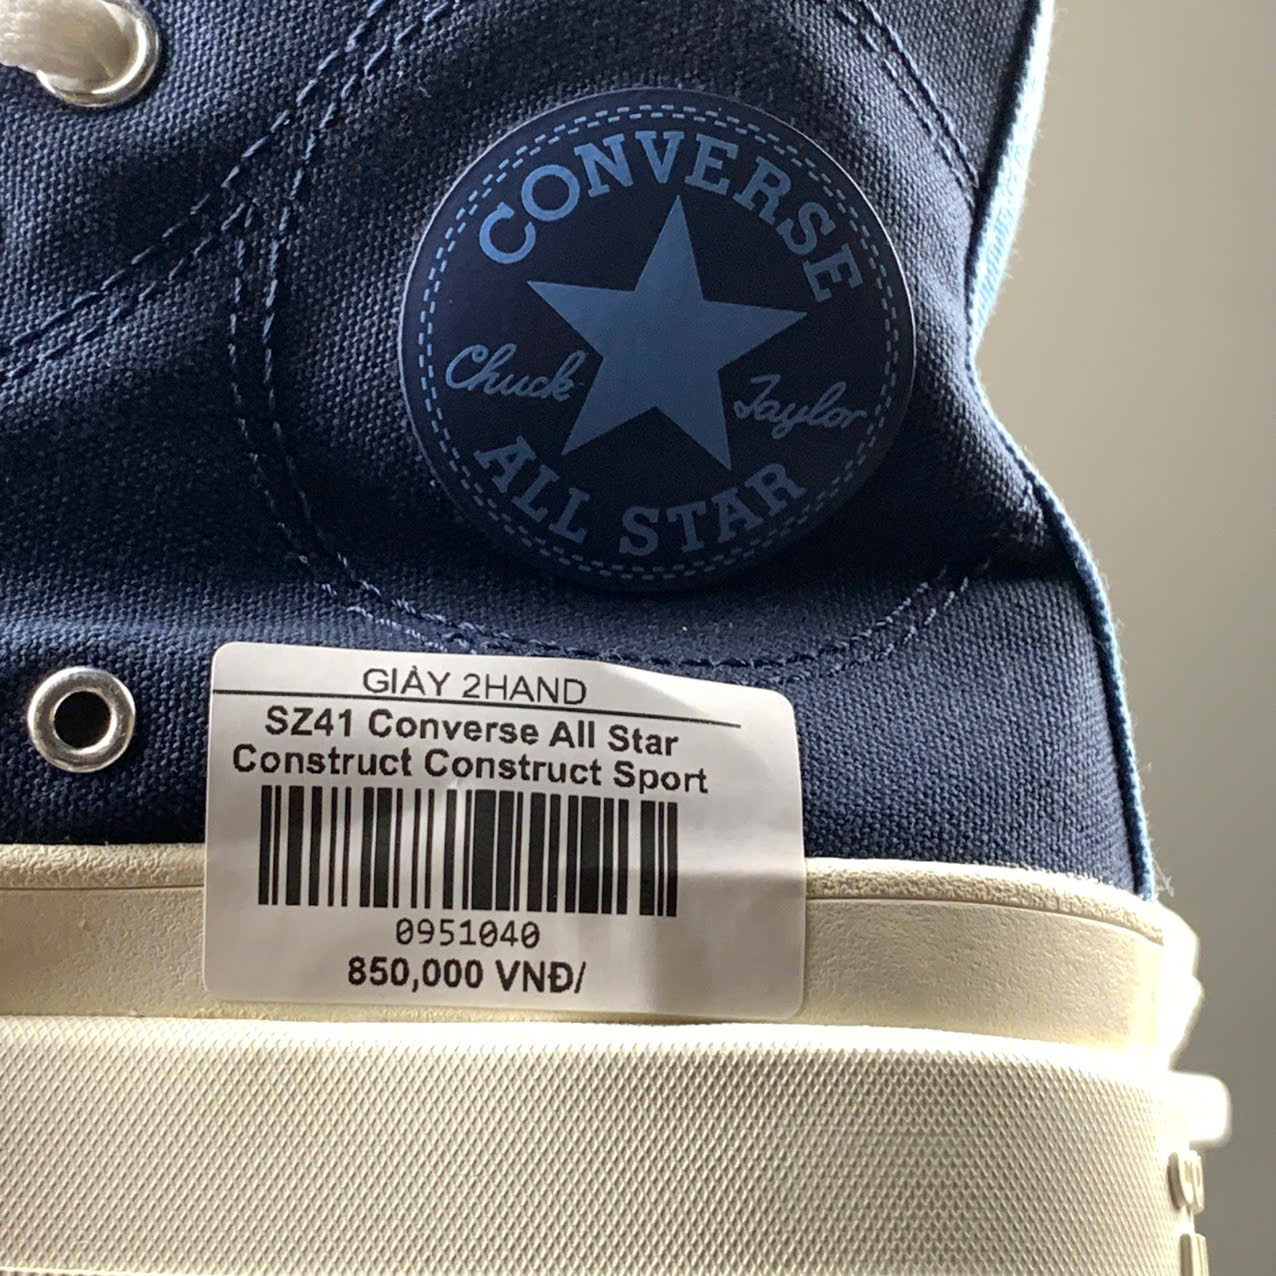 CONVERSE
Chuck Taylor
ALL STAR
GIÀY 2HAND
SZ41 Converse All Star
Construct Construct Sport
0951040
850,000 VNĐ/